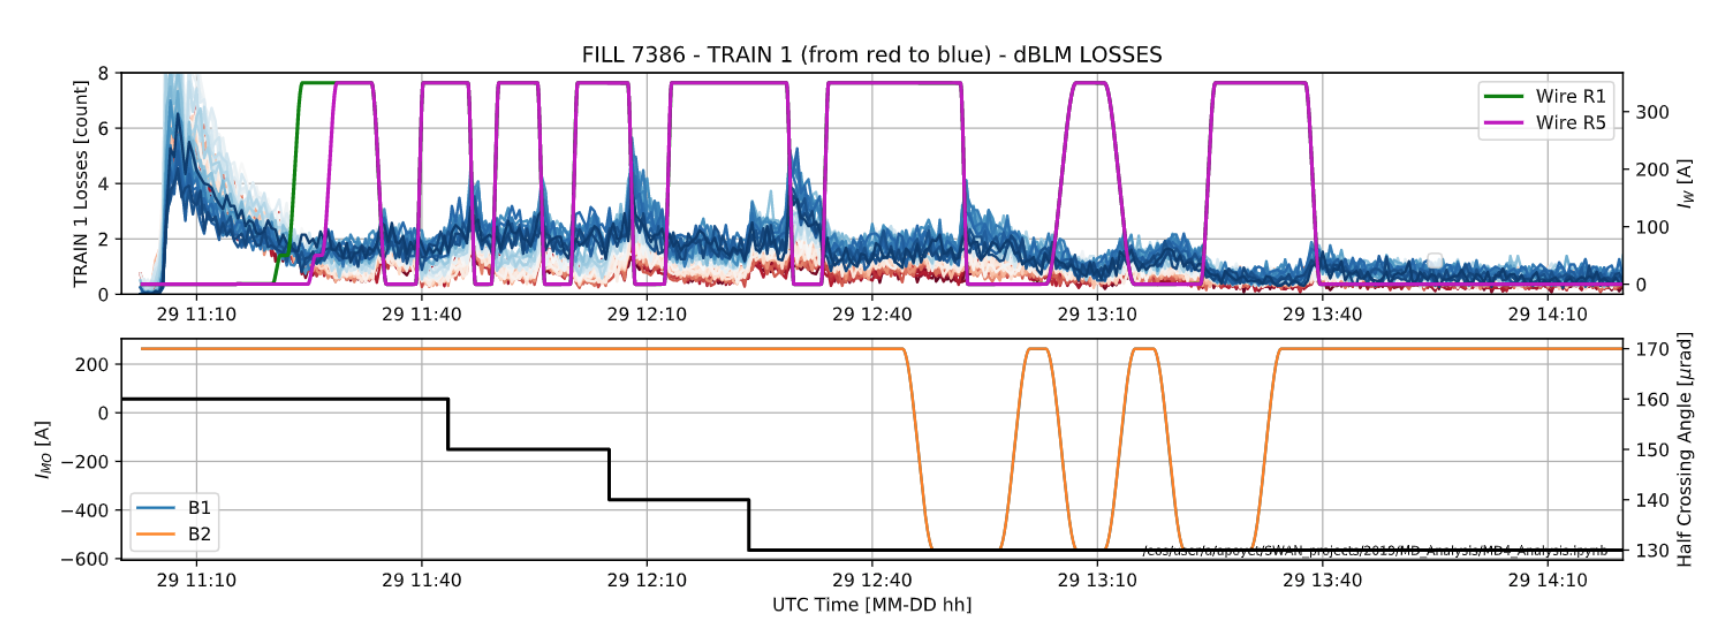 FILL 7386 - TRAIN 1 (from red to blue) - dBLM LOSSES
TRAIN 1 Losses [count]
8
6
4
2
0
Wire R1
Wire R5
300
200
100
0
I_W [A]
29 11:10 29 11:40 29 12:10 29 12:40 29 13:10 29 13:40 29 14:10
I_MO [A]
200
0
−200
−400
−600
B1
B2
170
160
150
140
130
Half Crossing Angle [μrad]
/eos/user/a/apoyet/SWAN_projects/2019/MD_Analysis/MD4_Analysis.ipynb
29 11:10 29 11:40 29 12:10 29 12:40 29 13:10 29 13:40 29 14:10
UTC Time [MM-DD hh]